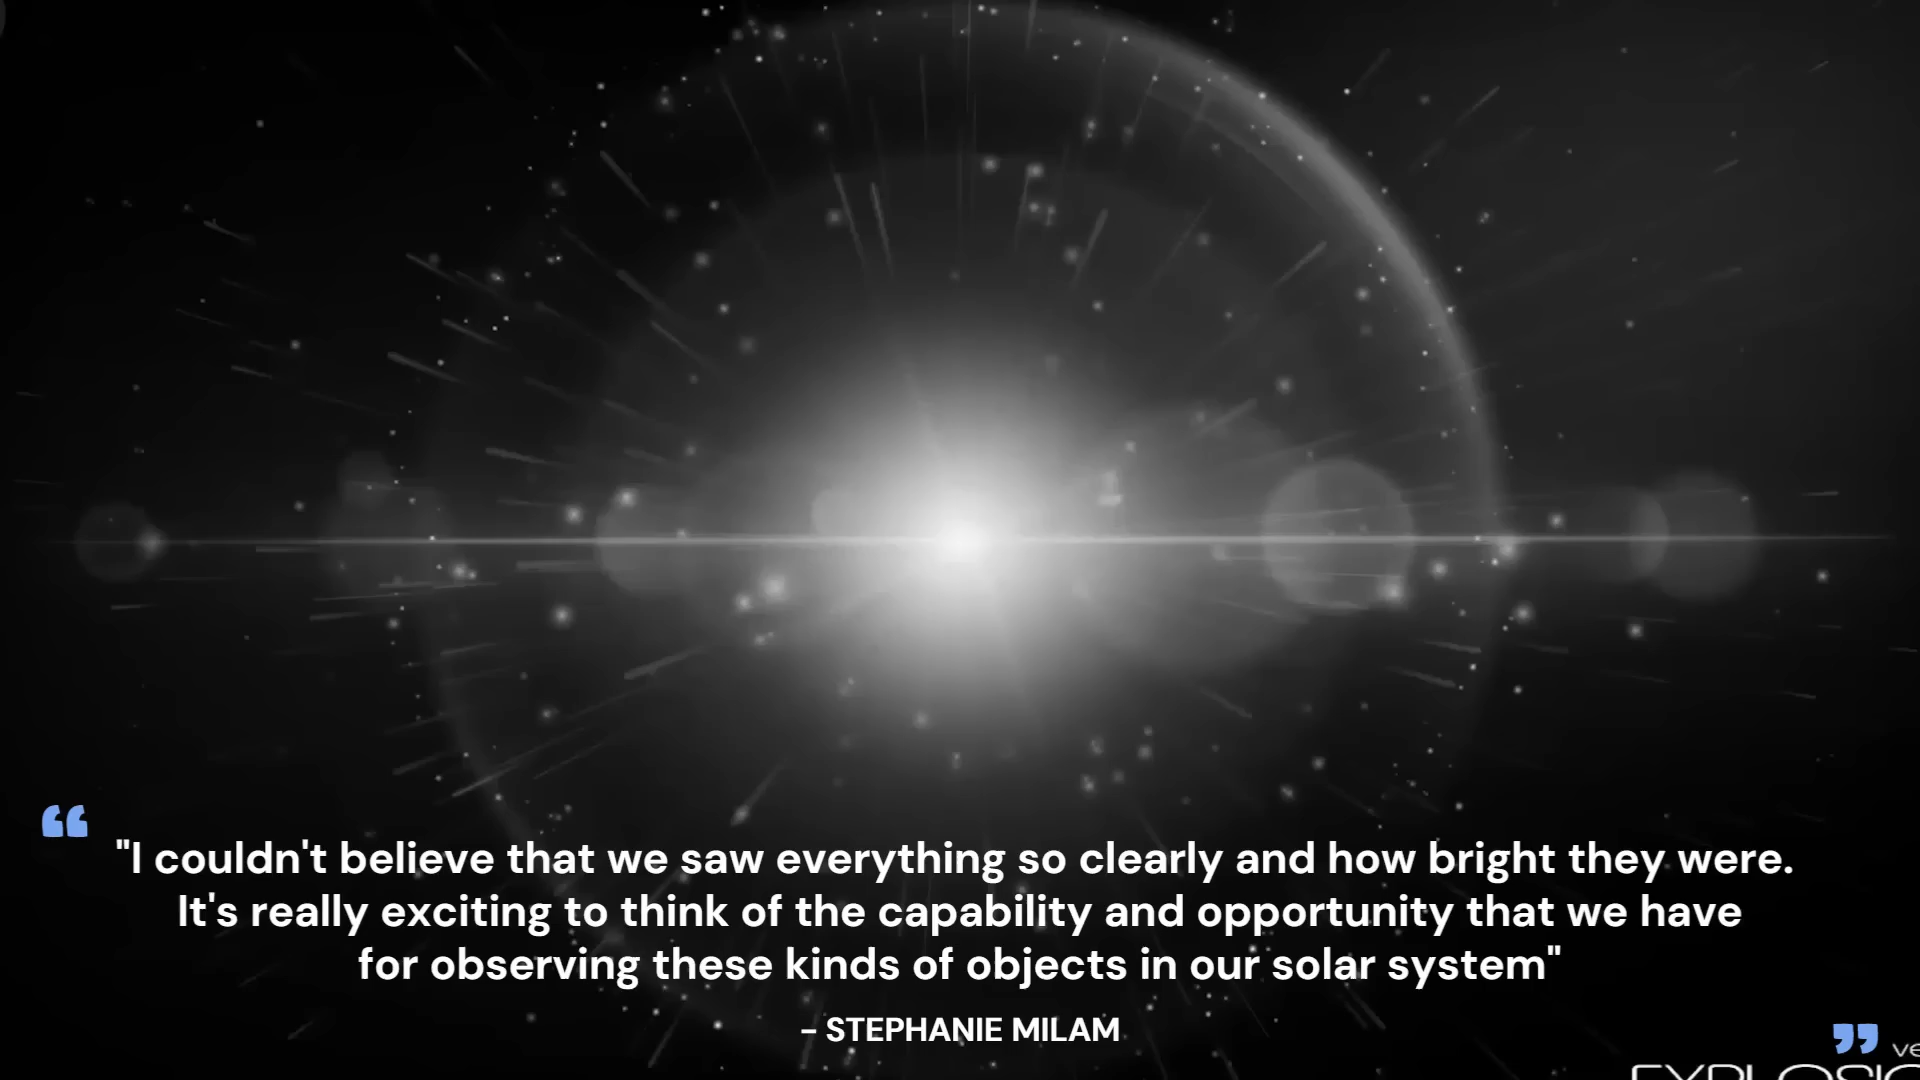 "I couldn't believe that we saw everything so clearly and how bright they were.
It's really exciting to think of the capability and opportunity that we have
for observing these kinds of objects in our solar system"
– STEPHANIE MILAM